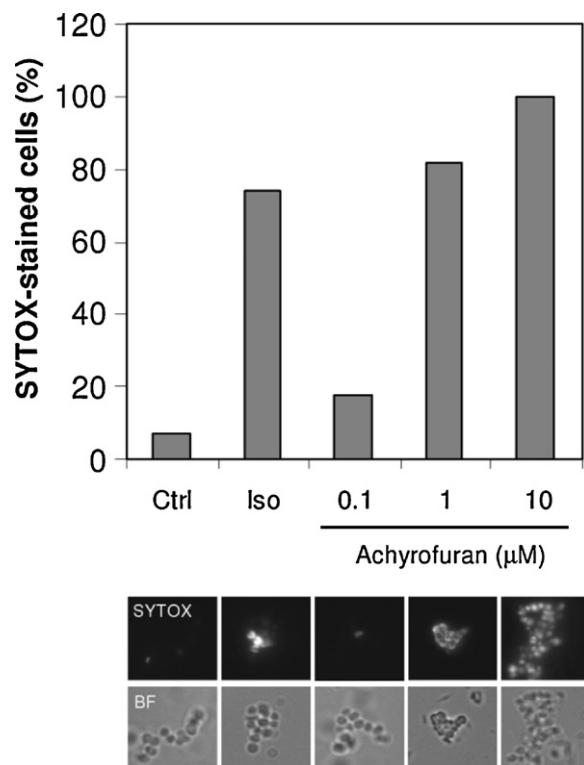 SYTOX-stained cells (%)
120
100
80
60
40
20
0
Ctrl Iso 0.1 1 10
Achyrofuran (μM)
SYTOX
BF